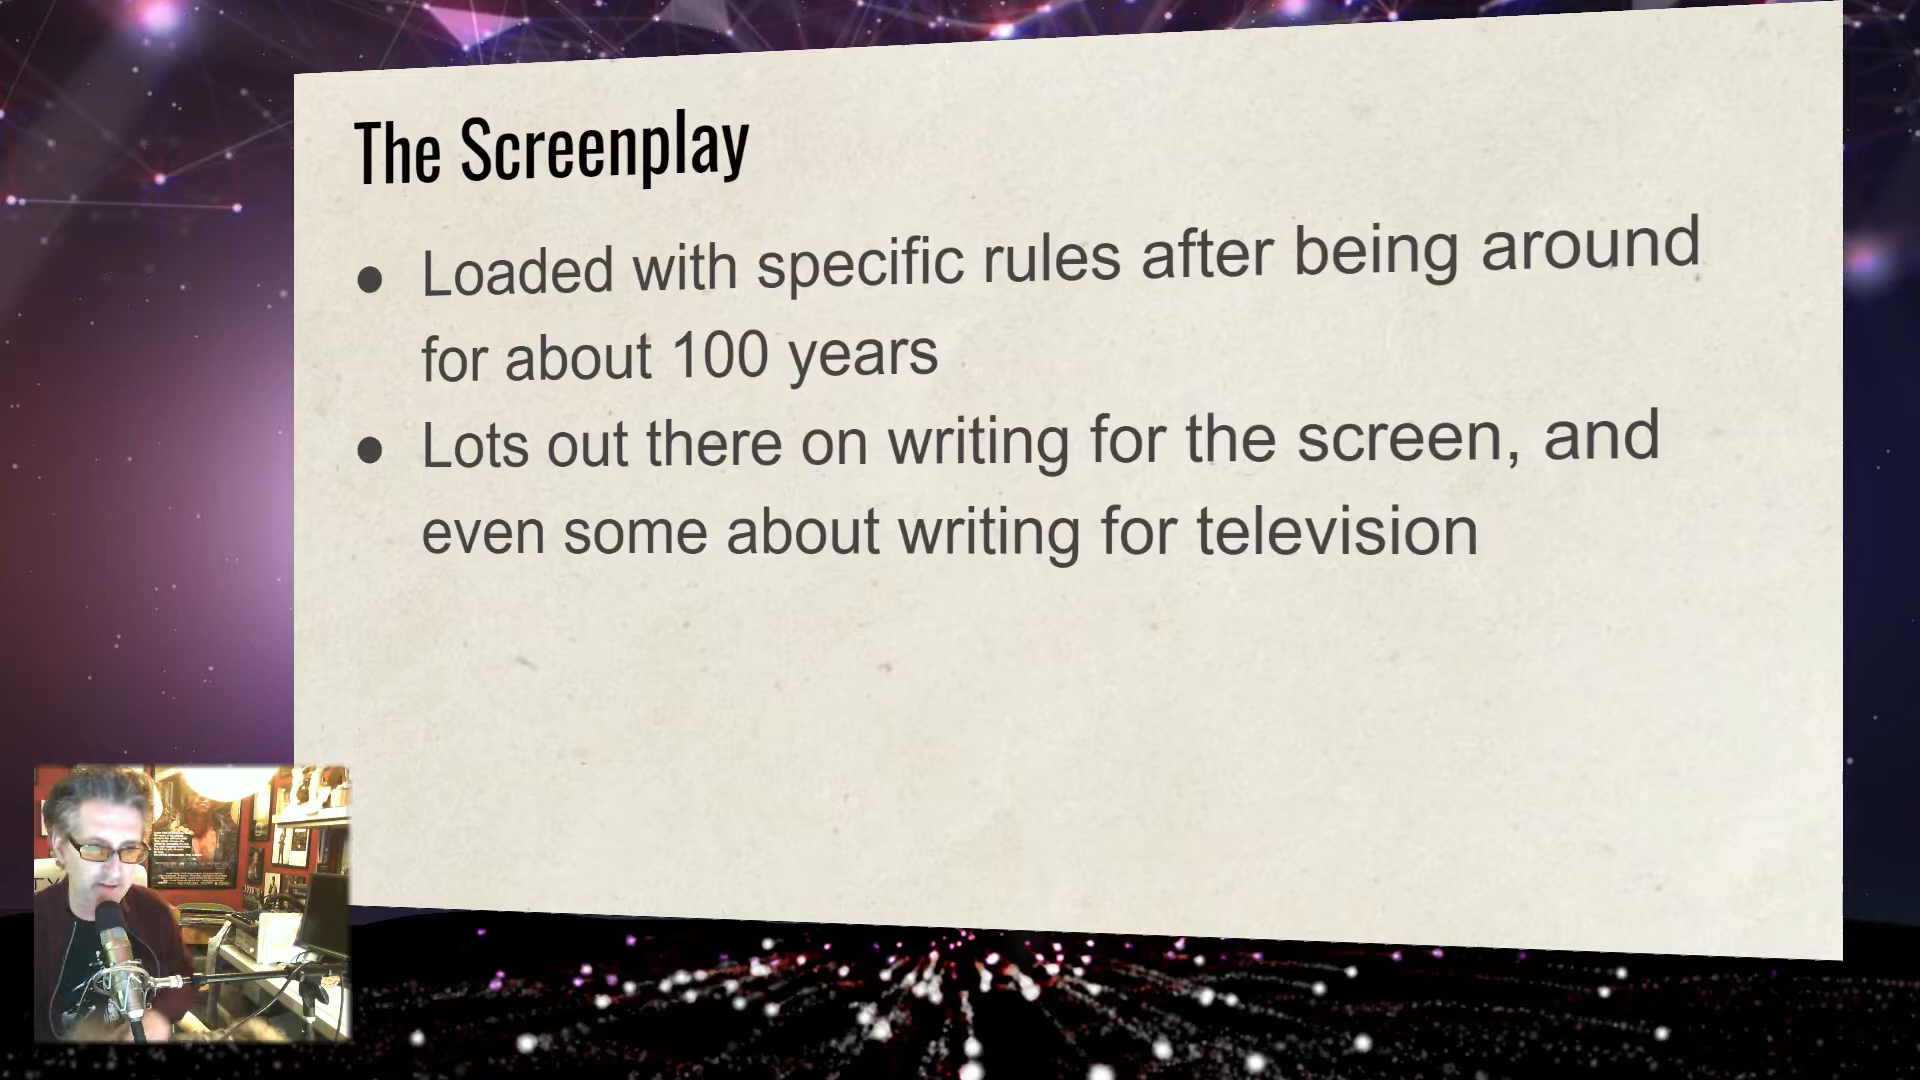 The Screenplay
● Loaded with specific rules after being around
for about 100 years
● Lots out there on writing for the screen, and
even some about writing for television